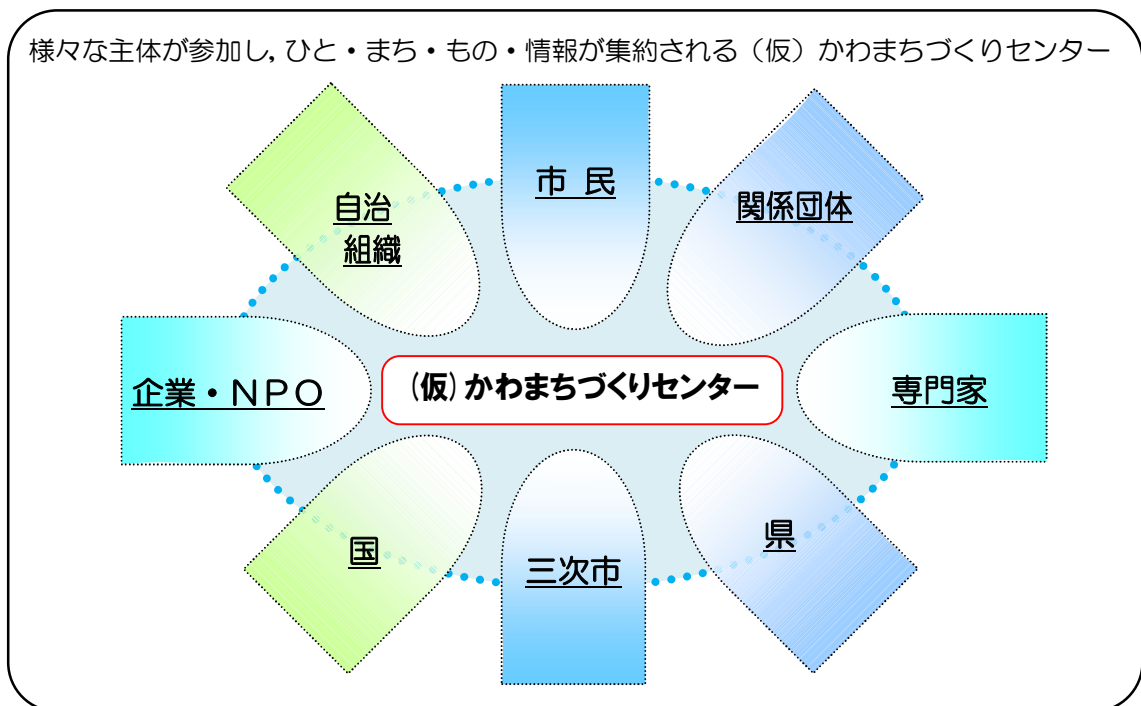 様々な主体が参加し,ひと・まち・もの・情報が集約される（仮）かわまちづくりセンター
市 民
自治
組織
関係団体
企業・ＮＰＯ
(仮)かわまちづくりセンター
専門家
国
三次市
県